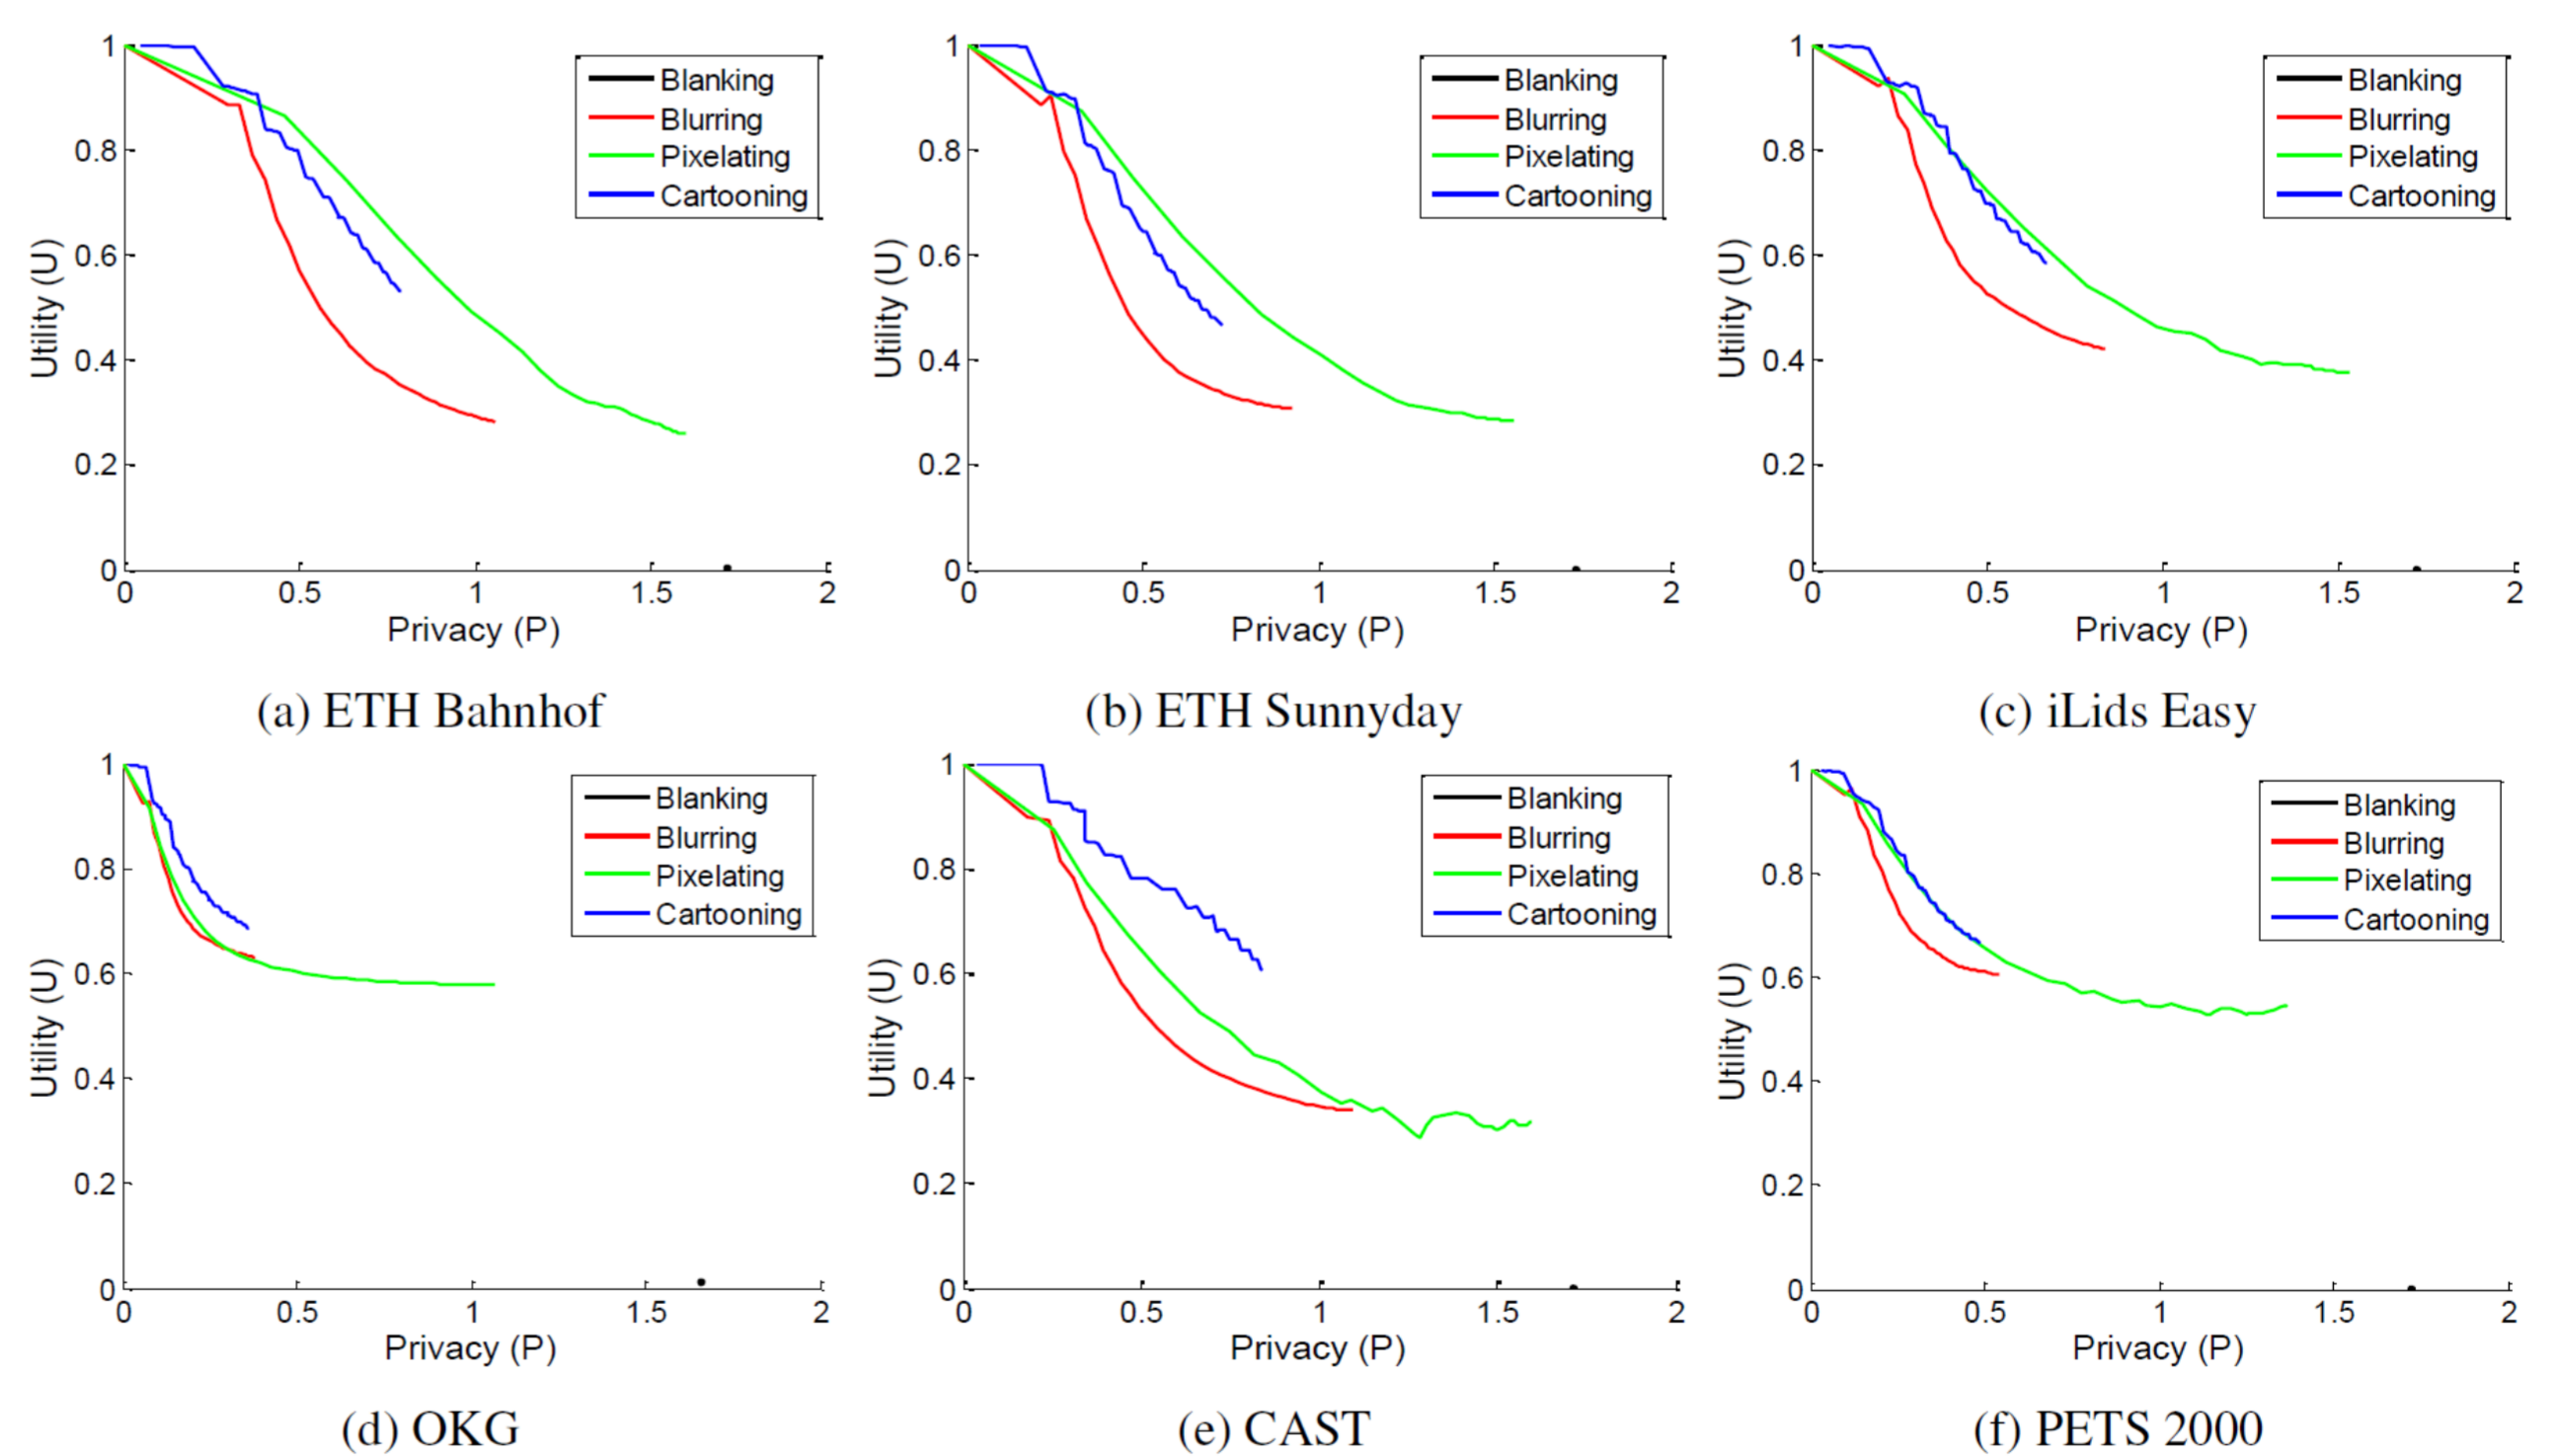 1
0.8
0.6
0.4
0.2
0
Utility (U)
0 0.5 1 1.5 2
Privacy (P)
Blanking
Blurring
Pixelating
Cartooning
(a) ETH Bahnhof
1
0.8
0.6
0.4
0.2
0
Utility (U)
0 0.5 1 1.5 2
Privacy (P)
Blanking
Blurring
Pixelating
Cartooning
(b) ETH Sunnyday
1
0.8
0.6
0.4
0.2
0
Utility (U)
0 0.5 1 1.5 2
Privacy (P)
Blanking
Blurring
Pixelating
Cartooning
(c) iLids Easy
1
0.8
0.6
0.4
0.2
0
Utility (U)
0 0.5 1 1.5 2
Privacy (P)
Blanking
Blurring
Pixelating
Cartooning
(d) OKG
1
0.8
0.6
0.4
0.2
0
Utility (U)
0 0.5 1 1.5 2
Privacy (P)
Blanking
Blurring
Pixelating
Cartooning
(e) CAST
1
0.8
0.6
0.4
0.2
0
Utility (U)
0 0.5 1 1.5 2
Privacy (P)
Blanking
Blurring
Pixelating
Cartooning
(f) PETS 2000